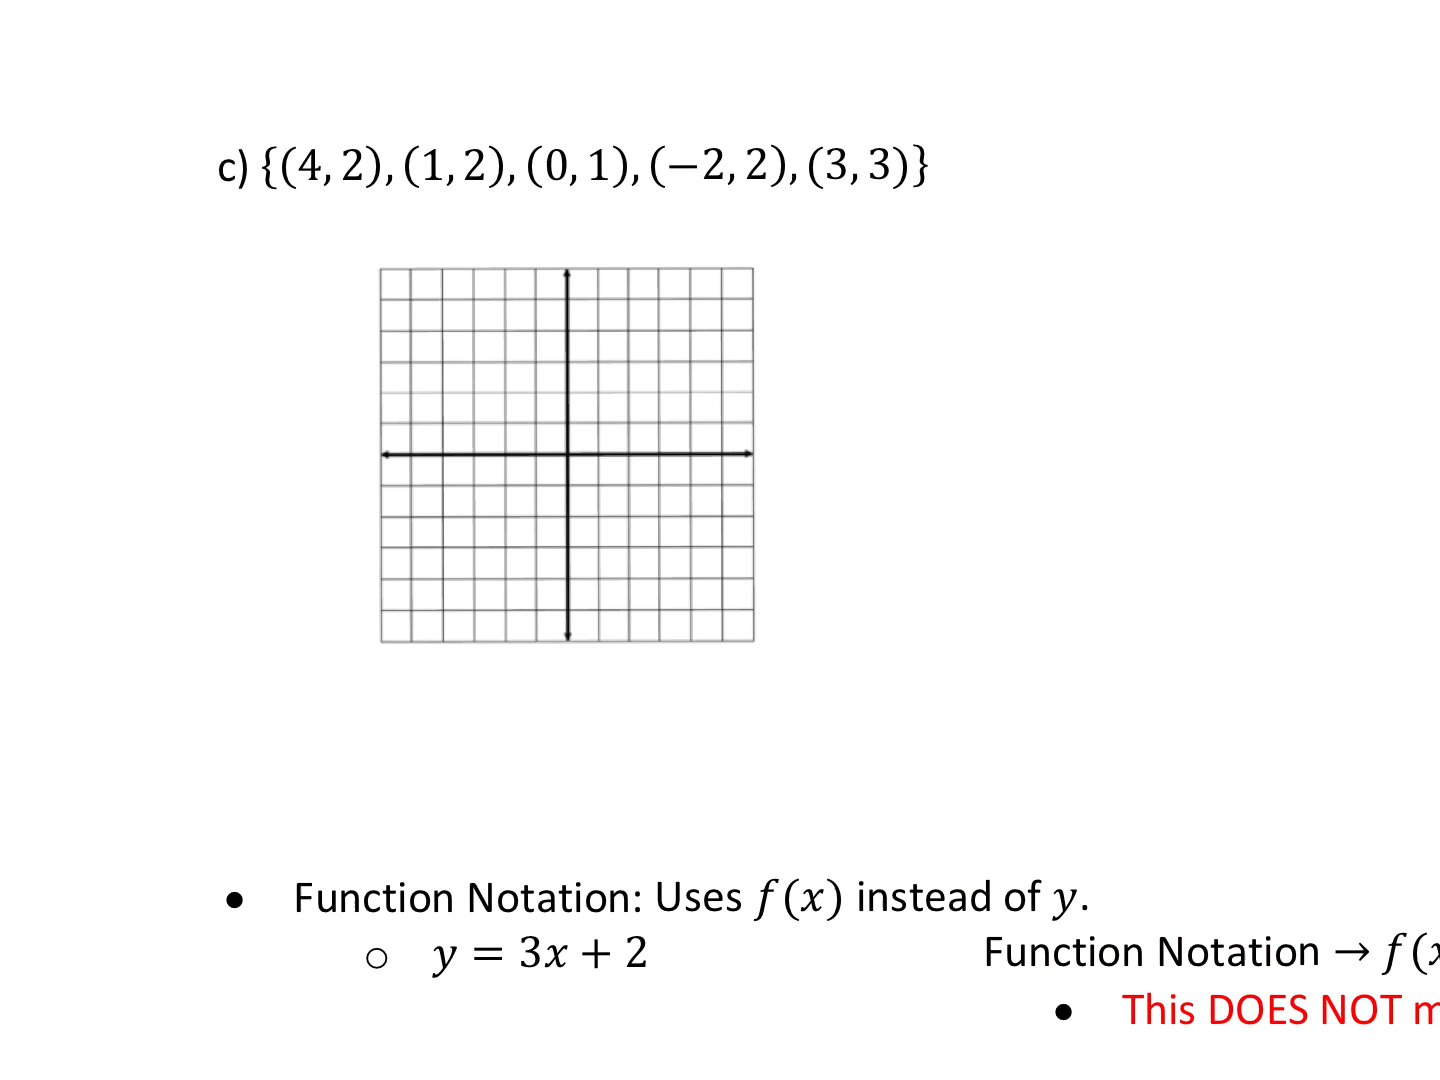 c) {(4, 2), (1, 2), (0, 1), (−2, 2), (3, 3)}
• Function Notation: Uses f(x) instead of y.
○ y = 3x + 2 Function Notation → f(x
• This DOES NOT